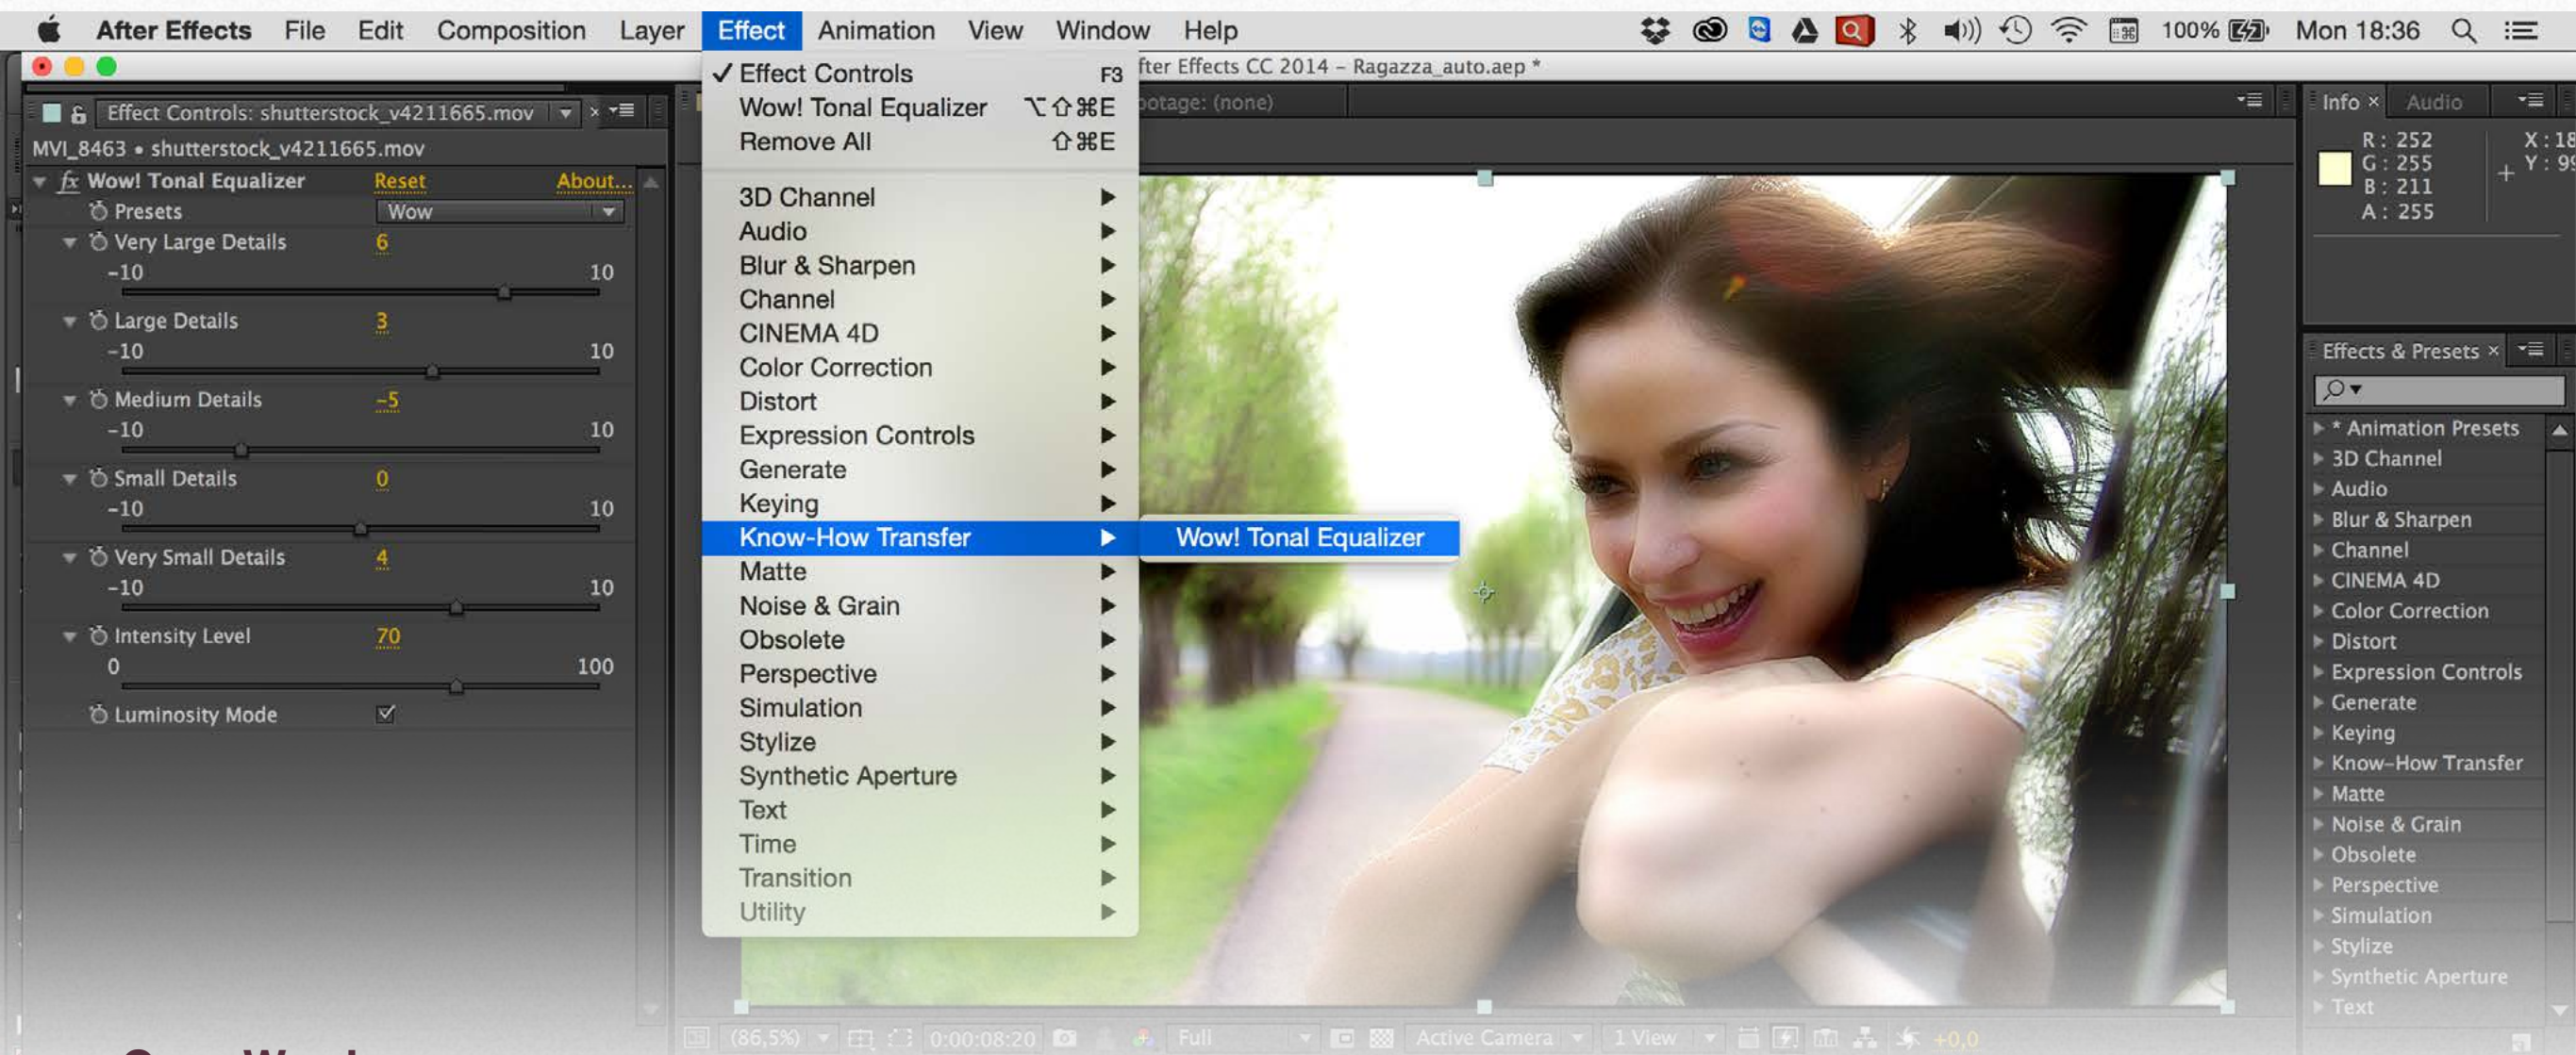 After Effects File Edit Composition Layer Effect Animation View Window Help 100% Mon 18:36
fter Effects CC 2014 – Ragazza_auto.aep *
Effect Controls: shutterstock_v4211665.mov
MVI_8463 • shutterstock_v4211665.mov
fx Wow! Tonal Equalizer Reset About...
Presets Wow
Very Large Details 6
-10 10
Large Details 3
-10 10
Medium Details -5
-10 10
Small Details 0
-10 10
Very Small Details 4
-10 10
Intensity Level 70
0 100
Luminosity Mode
✓ Effect Controls F3
Wow! Tonal Equalizer ⌥⇧⌘E
Remove All ⇧⌘E
3D Channel
Audio
Blur & Sharpen
Channel
CINEMA 4D
Color Correction
Distort
Expression Controls
Generate
Keying
Know-How Transfer
Wow! Tonal Equalizer
Matte
Noise & Grain
Obsolete
Perspective
Simulation
Stylize
Synthetic Aperture
Text
Time
Transition
Utility
ootage: (none)
(86,5%) 0:00:08:20 Full Active Camera 1 View +0,0
Info Audio
R: 252 X: 18
G: 255 Y: 99
B: 211
A: 255
Effects & Presets
* Animation Presets
3D Channel
Audio
Blur & Sharpen
Channel
CINEMA 4D
Color Correction
Distort
Expression Controls
Generate
Keying
Know-How Transfer
Matte
Noise & Grain
Obsolete
Perspective
Simulation
Stylize
Synthetic Aperture
Text